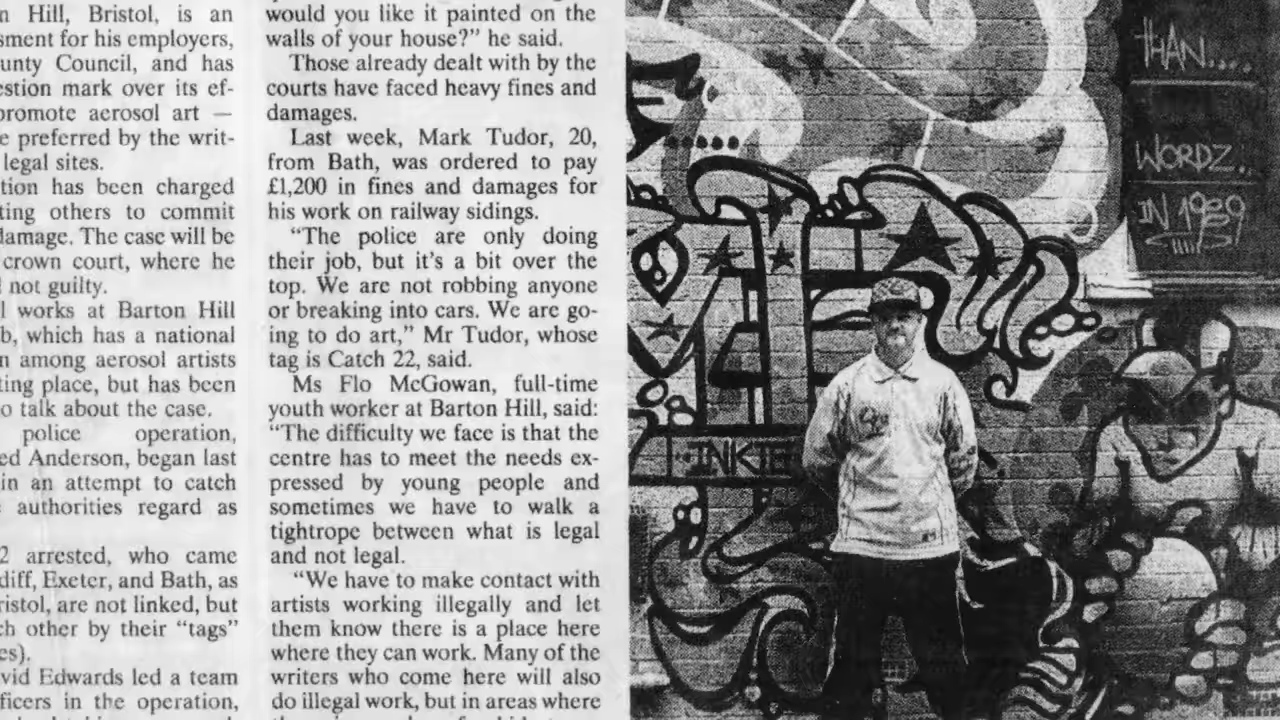 n Hill, Bristol, is an
sment for his employers,
unty Council, and has
estion mark over its ef-
promote aerosol art —
e preferred by the writ-
legal sites.
tion has been charged
ting others to commit
damage. The case will be
crown court, where he
not guilty.
l works at Barton Hill
b, which has a national
n among aerosol artists
ting place, but has been
o talk about the case.
police operation,
ed Anderson, began last
in an attempt to catch
authorities regard as
2 arrested, who came
diff, Exeter, and Bath, as
ristol, are not linked, but
ch other by their “tags”
es).
vid Edwards led a team
ficers in the operation,
would you like it painted on the
walls of your house?” he said.
Those already dealt with by the
courts have faced heavy fines and
damages.
Last week, Mark Tudor, 20,
from Bath, was ordered to pay
£1,200 in fines and damages for
his work on railway sidings.
“The police are only doing
their job, but it’s a bit over the
top. We are not robbing anyone
or breaking into cars. We are go-
ing to do art,” Mr Tudor, whose
tag is Catch 22, said.
Ms Flo McGowan, full-time
youth worker at Barton Hill, said:
“The difficulty we face is that the
centre has to meet the needs ex-
pressed by young people and
sometimes we have to walk a
tightrope between what is legal
and not legal.
“We have to make contact with
artists working illegally and let
them know there is a place here
where they can work. Many of the
writers who come here will also
do illegal work, but in areas where
THAN....
WORDZ..
IN 1989
INKIE